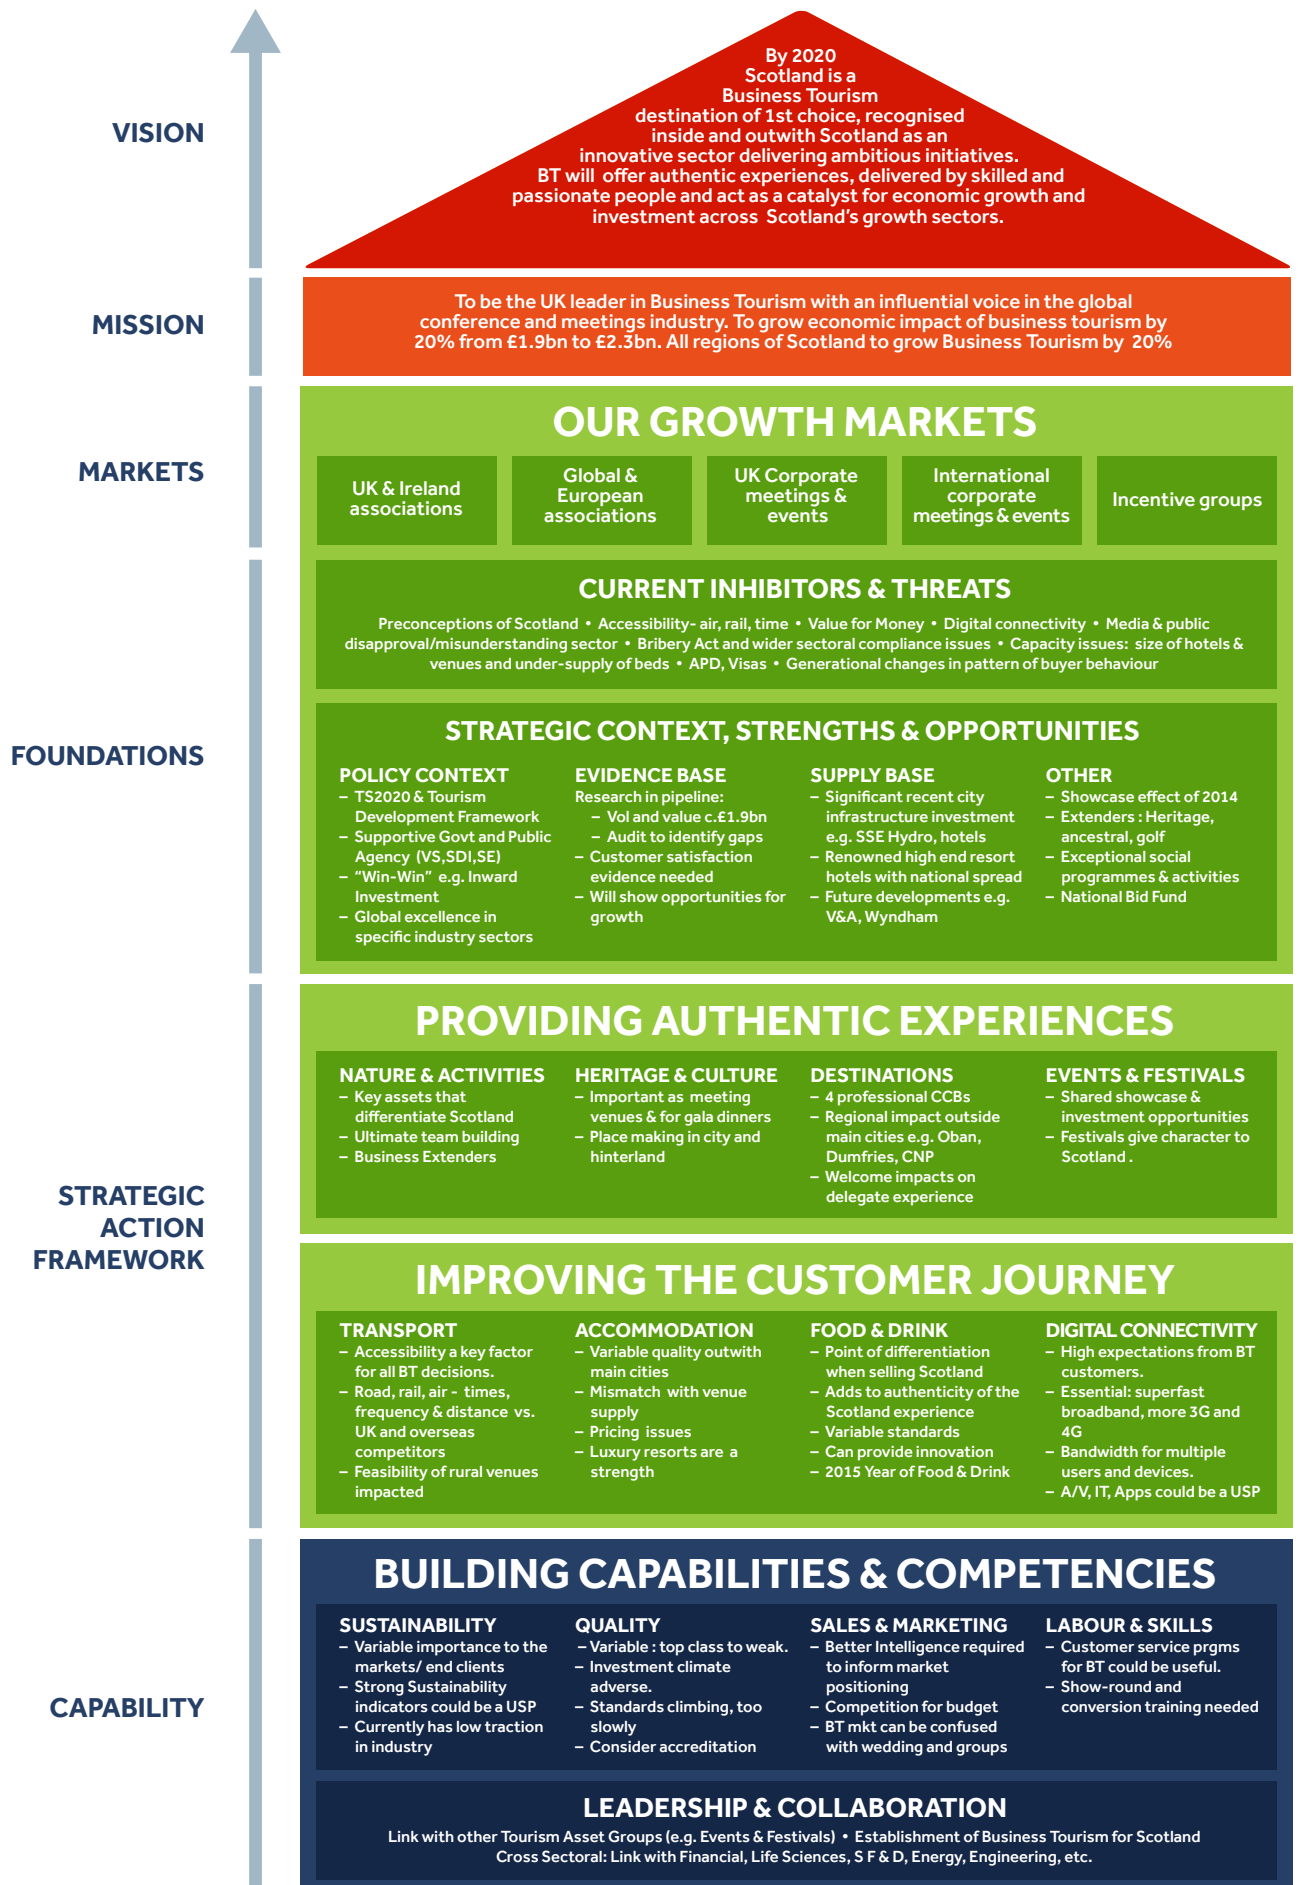 VISION
By 2020
Scotland is a
Business Tourism
destination of 1st choice, recognised
inside and outwith Scotland as an
innovative sector delivering ambitious initiatives.
BT will offer authentic experiences, delivered by skilled and
passionate people and act as a catalyst for economic growth and
investment across Scotland's growth sectors.
MISSION
To be the UK leader in Business Tourism with an influential voice in the global
conference and meetings industry. To grow economic impact of business tourism by
20% from £1.9bn to £2.3bn. All regions of Scotland to grow Business Tourism by 20%
MARKETS
OUR GROWTH MARKETS
UK & Ireland
associations
Global &
European
associations
UK Corporate
meetings &
events
International
corporate
meetings & events
Incentive groups
FOUNDATIONS
CURRENT INHIBITORS & THREATS
Preconceptions of Scotland • Accessibility- air, rail, time • Value for Money • Digital connectivity • Media & public
disapproval/misunderstanding sector • Bribery Act and wider sectoral compliance issues • Capacity issues: size of hotels &
venues and under-supply of beds • APD, Visas • Generational changes in pattern of buyer behaviour
STRATEGIC CONTEXT, STRENGTHS & OPPORTUNITIES
POLICY CONTEXT
– TS2020 & Tourism
Development Framework
– Supportive Govt and Public
Agency (VS,SDI,SE)
– “Win-Win” e.g. Inward
Investment
– Global excellence in
specific industry sectors
EVIDENCE BASE
Research in pipeline:
– Vol and value c.£1.9bn
– Audit to identify gaps
– Customer satisfaction
evidence needed
– Will show opportunities for
growth
SUPPLY BASE
– Significant recent city
infrastructure investment
e.g. SSE Hydro, hotels
– Renowned high end resort
hotels with national spread
– Future developments e.g.
V&A, Wyndham
OTHER
– Showcase effect of 2014
– Extenders : Heritage,
ancestral, golf
– Exceptional social
programmes & activities
– National Bid Fund
STRATEGIC
ACTION
FRAMEWORK
PROVIDING AUTHENTIC EXPERIENCES
NATURE & ACTIVITIES
– Key assets that
differentiate Scotland
– Ultimate team building
– Business Extenders
HERITAGE & CULTURE
– Important as meeting
venues & for gala dinners
– Place making in city and
hinterland
DESTINATIONS
– 4 professional CCBs
– Regional impact outside
main cities e.g. Oban,
Dumfries, CNP
– Welcome impacts on
delegate experience
EVENTS & FESTIVALS
– Shared showcase &
investment opportunities
– Festivals give character to
Scotland .
IMPROVING THE CUSTOMER JOURNEY
TRANSPORT
– Accessibility a key factor
for all BT decisions.
– Road, rail, air - times,
frequency & distance vs.
UK and overseas
competitors
– Feasibility of rural venues
impacted
ACCOMMODATION
– Variable quality outwith
main cities
– Mismatch with venue
supply
– Pricing issues
– Luxury resorts are a
strength
FOOD & DRINK
– Point of differentiation
when selling Scotland
– Adds to authenticity of the
Scotland experience
– Variable standards
– Can provide innovation
– 2015 Year of Food & Drink
DIGITAL CONNECTIVITY
– High expectations from BT
customers.
– Essential: superfast
broadband, more 3G and
4G
– Bandwidth for multiple
users and devices.
– A/V, IT, Apps could be a USP
CAPABILITY
BUILDING CAPABILITIES & COMPETENCIES
SUSTAINABILITY
– Variable importance to the
markets/ end clients
– Strong Sustainability
indicators could be a USP
– Currently has low traction
in industry
QUALITY
– Variable : top class to weak.
– Investment climate
adverse.
– Standards climbing, too
slowly
– Consider accreditation
SALES & MARKETING
– Better Intelligence required
to inform market
positioning
– Competition for budget
– BT mkt can be confused
with wedding and groups
LABOUR & SKILLS
– Customer service prgms
for BT could be useful.
– Show-round and
conversion training needed
LEADERSHIP & COLLABORATION
Link with other Tourism Asset Groups (e.g. Events & Festivals) • Establishment of Business Tourism for Scotland
Cross Sectoral: Link with Financial, Life Sciences, S F & D, Energy, Engineering, etc.